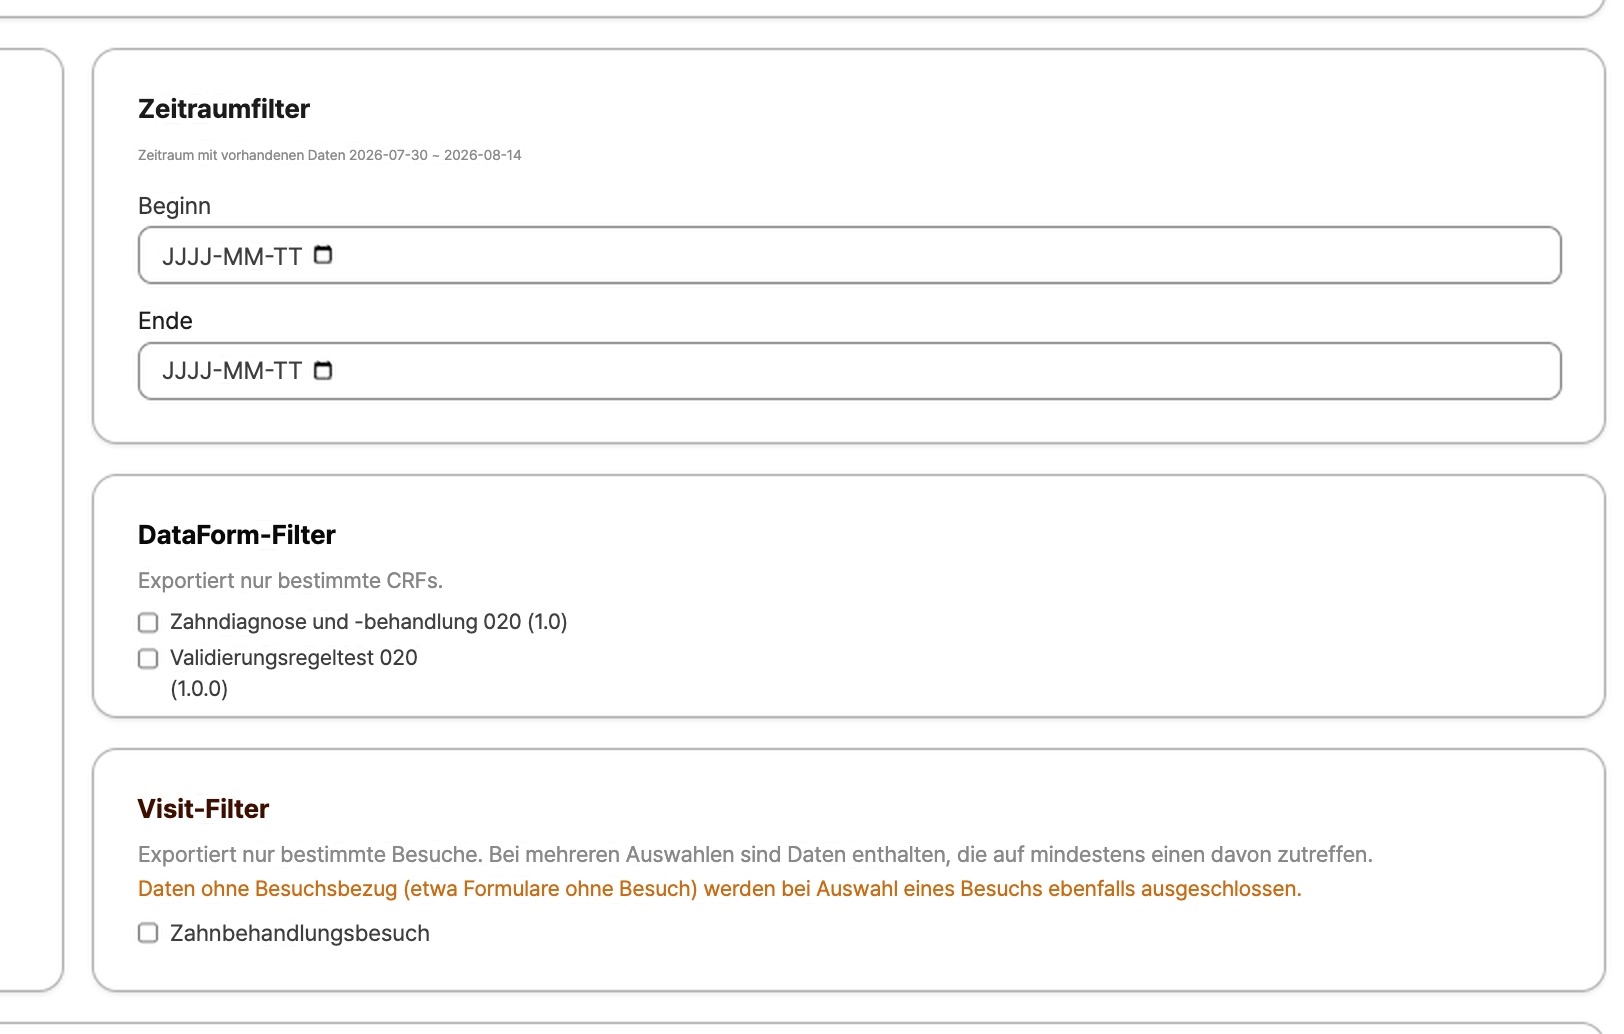 Zeitraumfilter
Zeitraum mit vorhandenen Daten 2026-07-30 ~ 2026-08-14
Beginn
JJJJ-MM-TT
Ende
JJJJ-MM-TT
DataForm-Filter
Exportiert nur bestimmte CRFs.
Zahndiagnose und -behandlung 020 (1.0)
Validierungsregeltest 020
(1.0.0)
Visit-Filter
Exportiert nur bestimmte Besuche. Bei mehreren Auswahlen sind Daten enthalten, die auf mindestens einen davon zutreffen.
Daten ohne Besuchsbezug (etwa Formulare ohne Besuch) werden bei Auswahl eines Besuchs ebenfalls ausgeschlossen.
Zahnbehandlungsbesuch